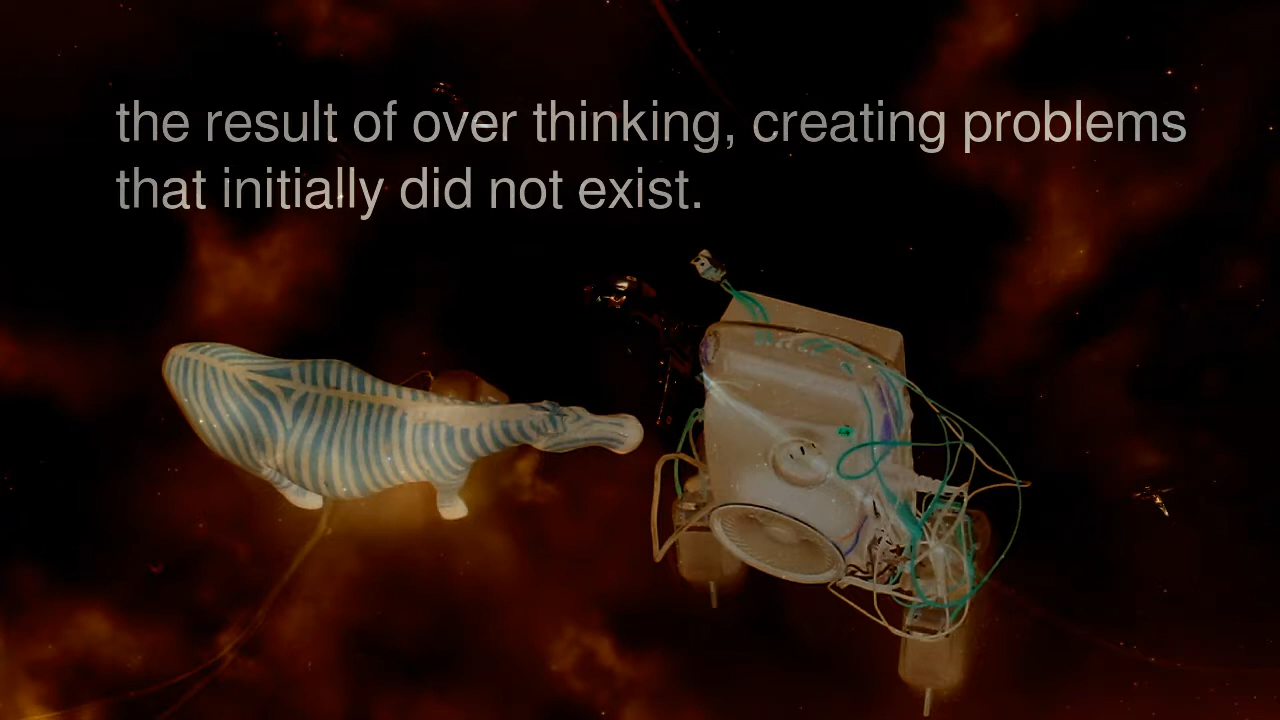 the result of over thinking, creating problems
that initially did not exist.